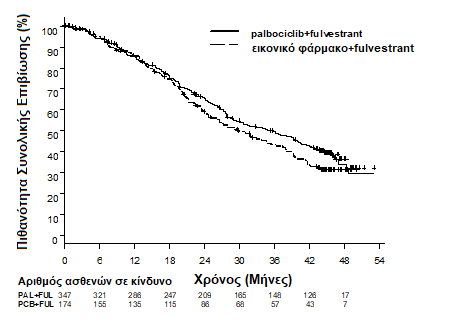 Πιθανότητα Συνολικής Επιβίωσης (%)
100
90
80
70
60
50
40
30
20
10
0
palbociclib+fulvestrant
εικονικό φάρμακο+fulvestrant
0 6 12 18 24 30 36 42 48 54
Χρόνος (Μήνες)
Αριθμός ασθενών σε κίνδυνο
PAL+FUL 347 321 286 247 209 165 148 126 17
PCB+FUL 174 155 135 115 86 68 57 43 7